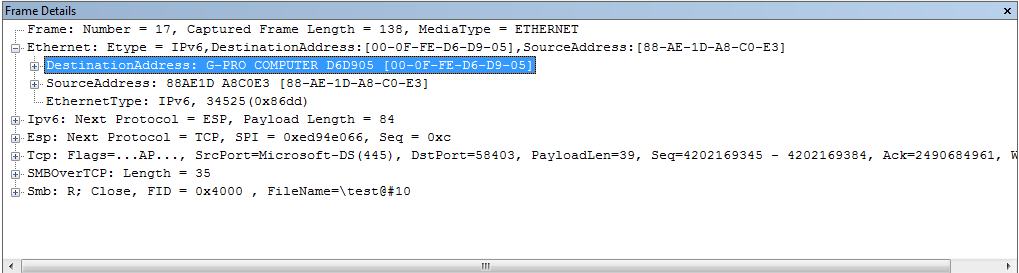 Frame Details
Frame: Number = 17, Captured Frame Length = 138, MediaType = ETHERNET
Ethernet: Etype = IPv6,DestinationAddress:[00-0F-FE-D6-D9-05],SourceAddress:[88-AE-1D-A8-C0-E3]
DestinationAddress: G-PRO COMPUTER D6D905 [00-0F-FE-D6-D9-05]
SourceAddress: 88AE1D A8C0E3 [88-AE-1D-A8-C0-E3]
EthernetType: IPv6, 34525(0x86dd)
Ipv6: Next Protocol = ESP, Payload Length = 84
Esp: Next Protocol = TCP, SPI = 0xed94e066, Seq = 0xc
Tcp: Flags=...AP..., SrcPort=Microsoft-DS(445), DstPort=58403, PayloadLen=39, Seq=4202169345 - 4202169384, Ack=2490684961, W
SMBOverTCP: Length = 35
Smb: R; Close, FID = 0x4000 , FileName=\test@#10